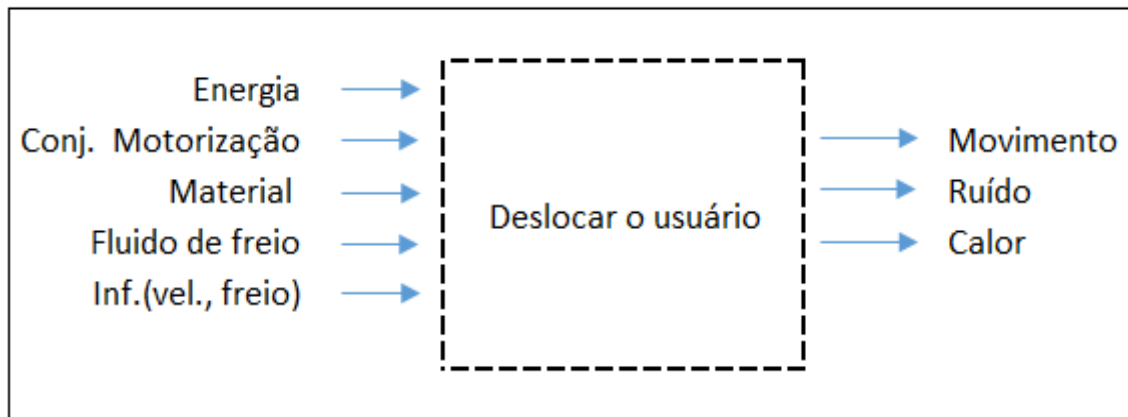 Energia
Conj. Motorização
Material
Fluido de freio
Inf.(vel., freio)
Deslocar o usuário
Movimento
Ruído
Calor